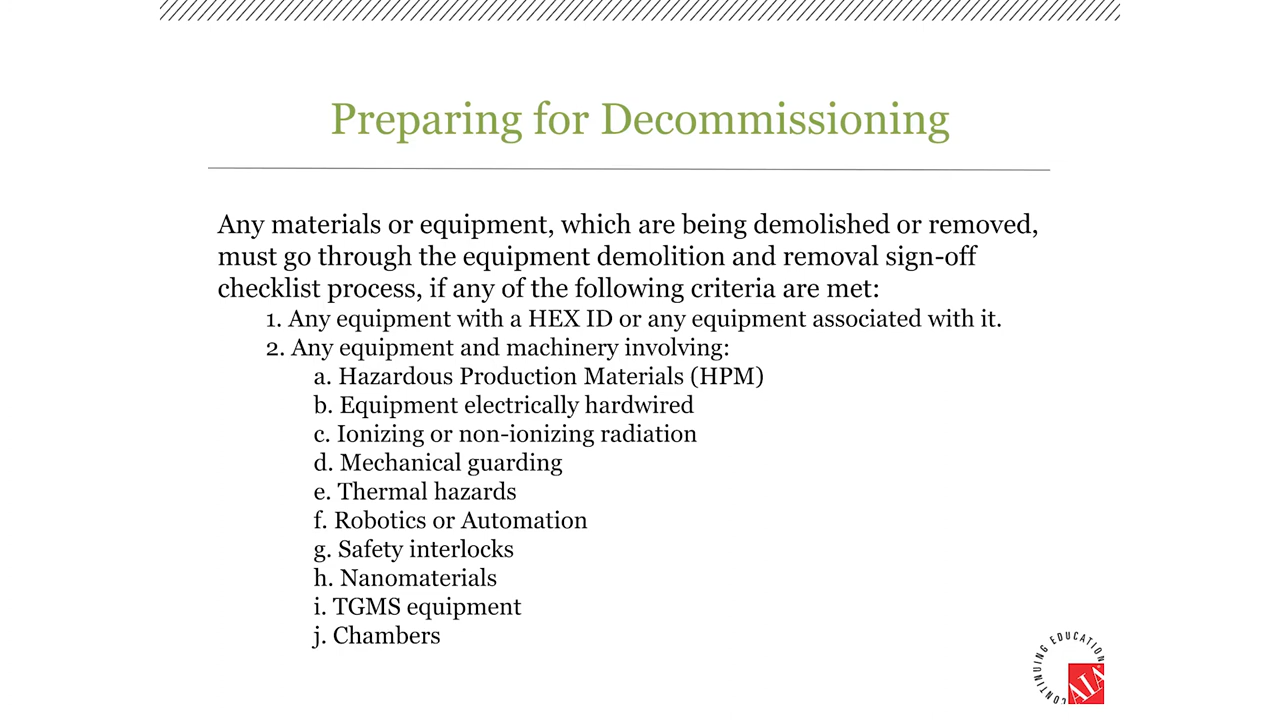 Preparing for Decommissioning
Any materials or equipment, which are being demolished or removed,
must go through the equipment demolition and removal sign-off
checklist process, if any of the following criteria are met:
1. Any equipment with a HEX ID or any equipment associated with it.
2. Any equipment and machinery involving:
a. Hazardous Production Materials (HPM)
b. Equipment electrically hardwired
c. Ionizing or non-ionizing radiation
d. Mechanical guarding
e. Thermal hazards
f. Robotics or Automation
g. Safety interlocks
h. Nanomaterials
i. TGMS equipment
j. Chambers
CONTINUING EDUCATION
AIA